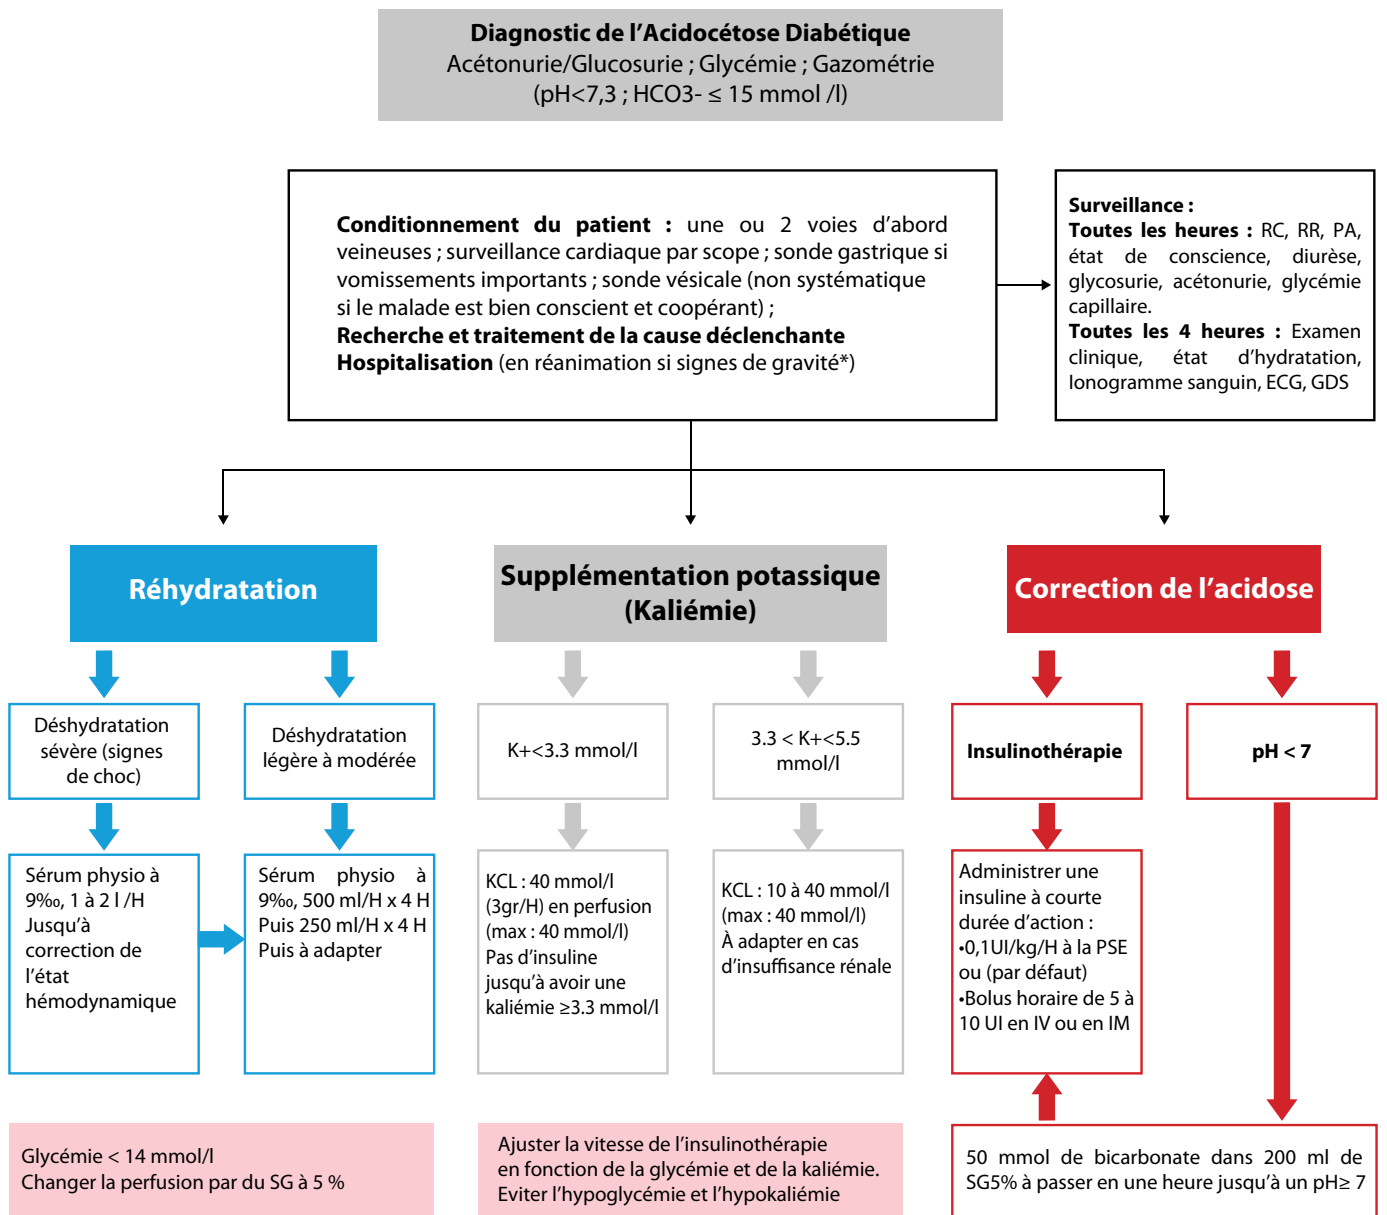 Diagnostic de l'Acidocétose Diabétique
Acétonurie/Glucosurie ; Glycémie ; Gazométrie
(pH<7,3 ; HCO3- ≤ 15 mmol /l)
Conditionnement du patient : une ou 2 voies d'abord
veineuses ; surveillance cardiaque par scope ; sonde gastrique si
vomissements importants ; sonde vésicale (non systématique
si le malade est bien conscient et coopérant) ;
Recherche et traitement de la cause déclenchante
Hospitalisation (en réanimation si signes de gravité*)
Surveillance :
Toutes les heures : RC, RR, PA,
état de conscience, diurèse,
glycosurie, acétonurie, glycémie
capillaire.
Toutes les 4 heures : Examen
clinique, état d'hydratation,
Ionogramme sanguin, ECG, GDS
Réhydratation
Déshydratation
sévère (signes
de choc)
Déshydratation
légère à modérée
Sérum physio à
9‰, 1 à 2 l /H
Jusqu'à
correction de
l'état
hémodynamique
Sérum physio à
9‰, 500 ml/H x 4 H
Puis 250 ml/H x 4 H
Puis à adapter
Glycémie < 14 mmol/l
Changer la perfusion par du SG à 5 %
Supplémentation potassique
(Kaliémie)
K+<3.3 mmol/l
3.3 < K+<5.5
mmol/l
KCL : 40 mmol/l
(3gr/H) en perfusion
(max : 40 mmol/l)
Pas d'insuline
jusqu'à avoir une
kaliémie ≥3.3 mmol/l
KCL : 10 à 40 mmol/l
(max : 40 mmol/l)
À adapter en cas
d'insuffisance rénale
Ajuster la vitesse de l'insulinothérapie
en fonction de la glycémie et de la kaliémie.
Eviter l'hypoglycémie et l'hypokaliémie
Correction de l'acidose
Insulinothérapie
pH < 7
Administrer une
insuline à courte
durée d'action :
•0,1UI/kg/H à la PSE
ou (par défaut)
•Bolus horaire de 5 à
10 UI en IV ou en IM
50 mmol de bicarbonate dans 200 ml de
SG5% à passer en une heure jusqu'à un pH≥ 7